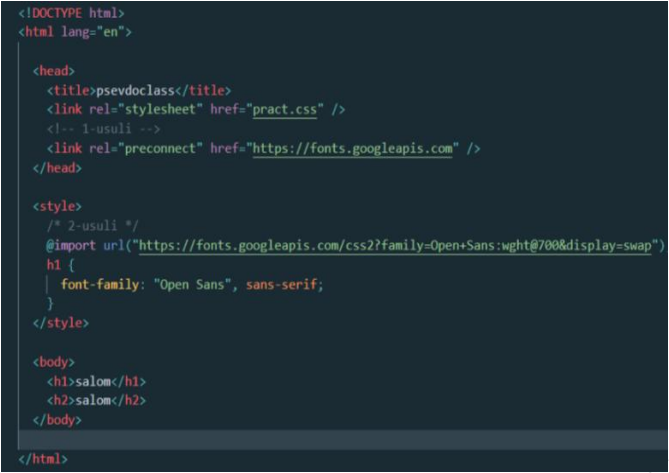 <!DOCTYPE html>
<html lang="en">
<head>
<title>psevdoclass</title>
<link rel="stylesheet" href="pract.css" />
<!-- 1-usuli -->
<link rel="preconnect" href="https://fonts.googleapis.com" />
</head>
<style>
/* 2-usuli */
@import url("https://fonts.googleapis.com/css2?family=Open+Sans:wght@700&display=swap")
h1 {
font-family: "Open Sans", sans-serif;
}
</style>
<body>
<h1>salom</h1>
<h2>salom</h2>
</body>
</html>